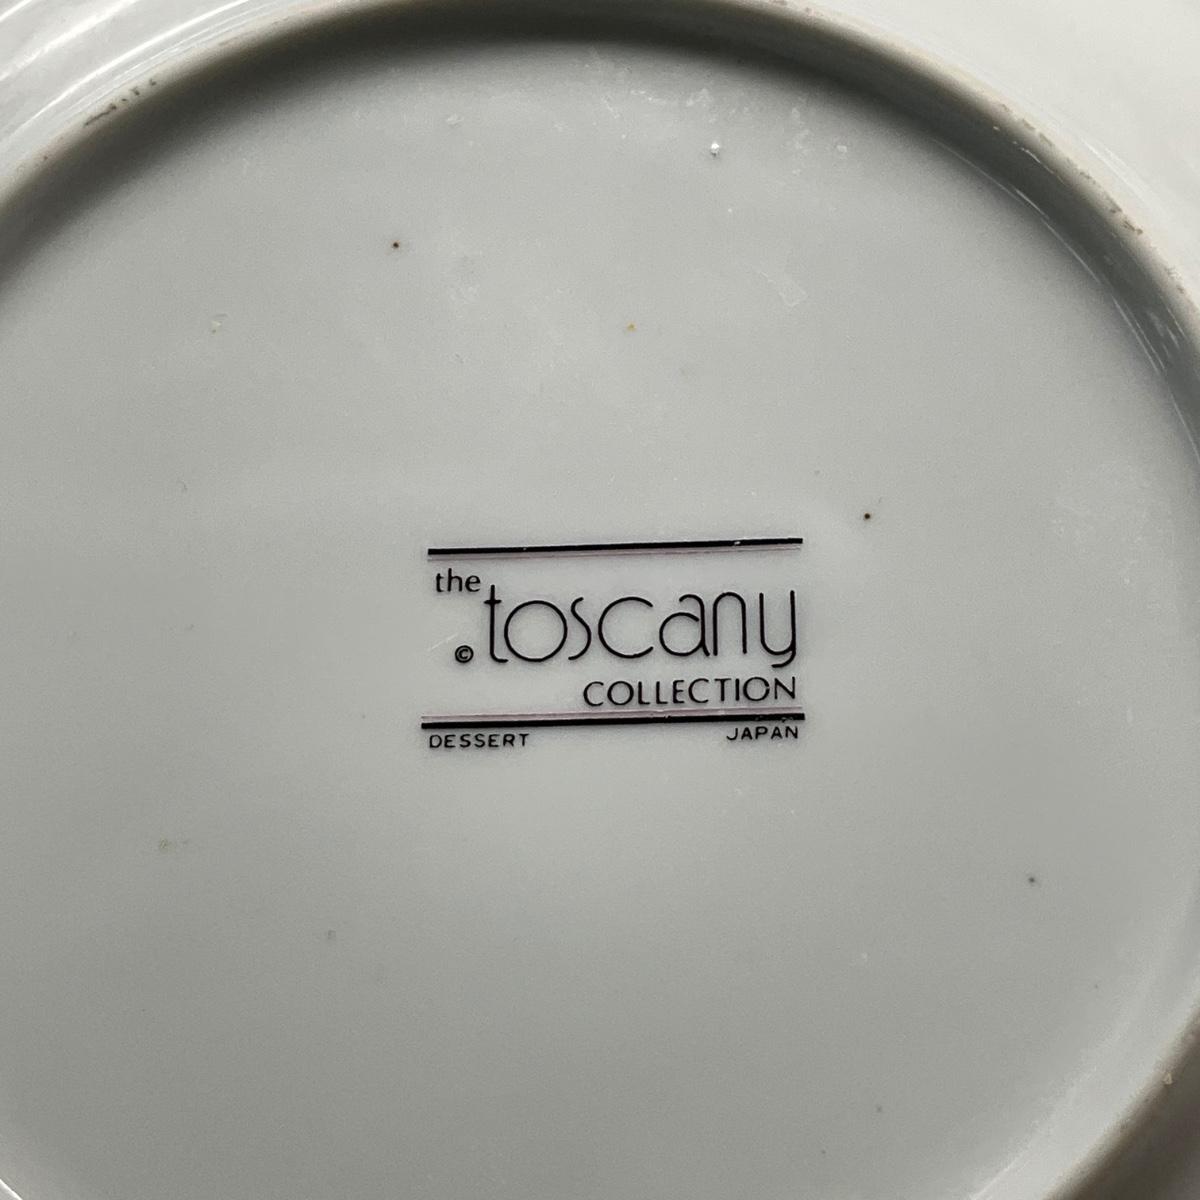 the
© toscany
COLLECTION
DESSERT JAPAN